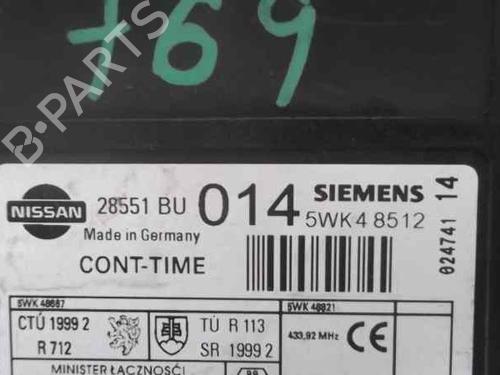 769
B-PARTS
NISSAN
28551 BU 014
SIEMENS
5WK4 8512
Made in Germany
CONT-TIME
024741 14
5WK 48667
5WK 48821
CTÚ 1999 2
R 712
TÚ R 113
SR 1999 2
433,92 MHz
CE
MINISTER ŁĄCZNOŚCI